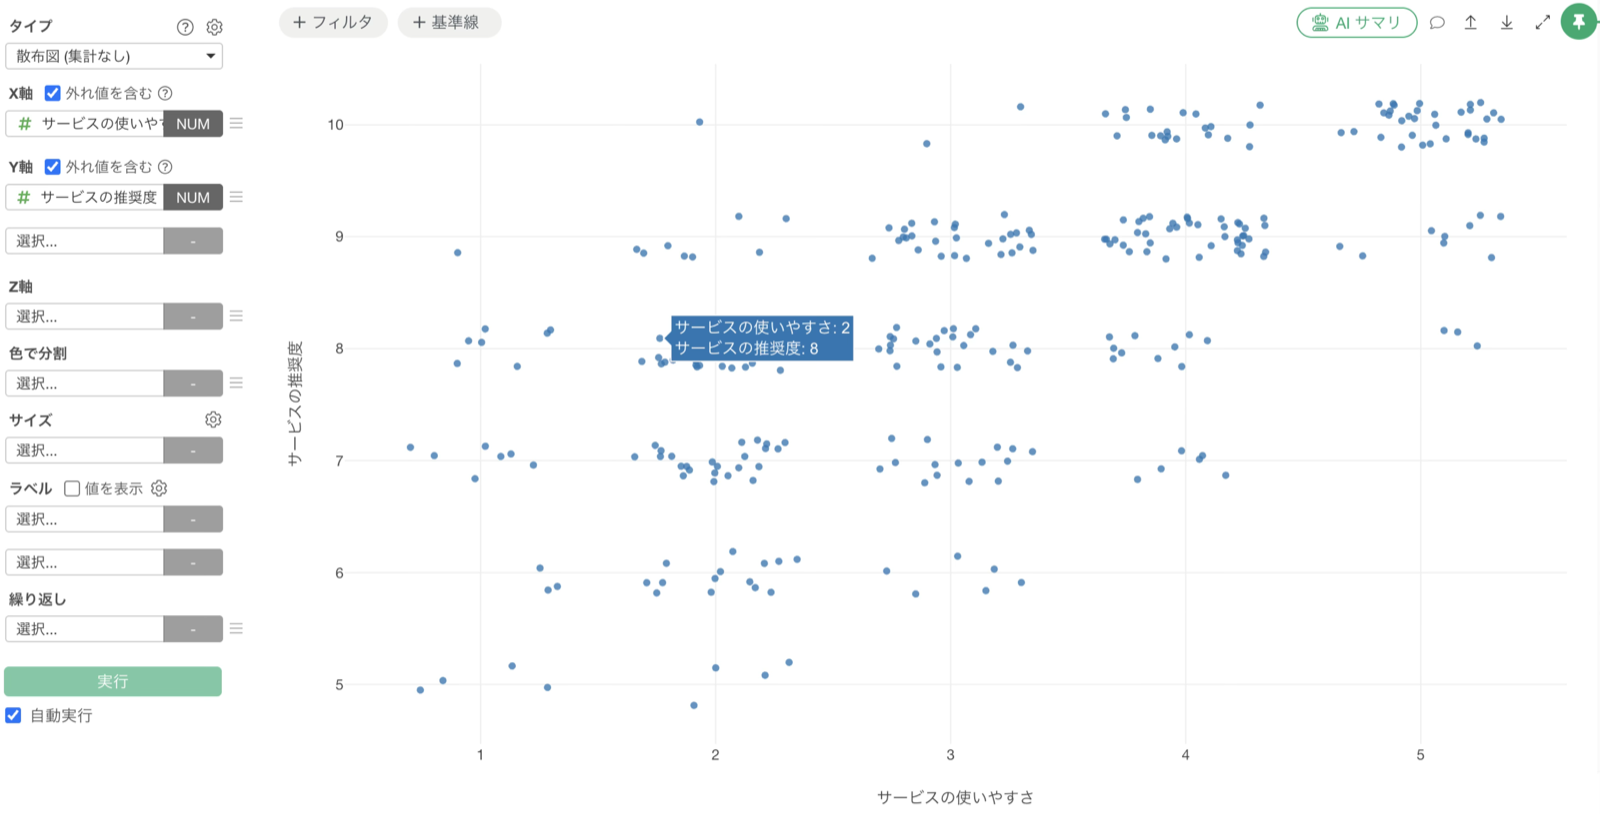 タイプ
散布図 (集計なし)
X軸 外れ値を含む
# サービスの使いや NUM
Y軸 外れ値を含む
# サービスの推奨度 NUM
選択... -
Z軸
選択... -
色で分割
選択... -
サイズ
選択... -
ラベル 値を表示
選択... -
選択... -
繰り返し
選択... -
実行
自動実行
+ フィルタ
+ 基準線
AI サマリ
サービスの推奨度
10
9
8
7
6
5
サービスの使いやすさ: 2
サービスの推奨度: 8
1 2 3 4 5
サービスの使いやすさ